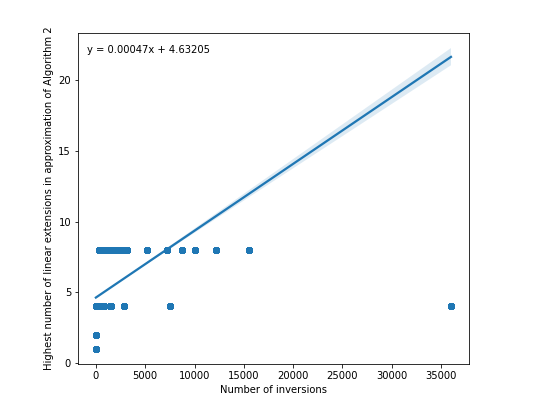 y = 0.00047x + 4.63205
Highest number of linear extensions in approximation of Algorithm 2
20
15
10
5
0
0 5000 10000 15000 20000 25000 30000 35000
Number of inversions